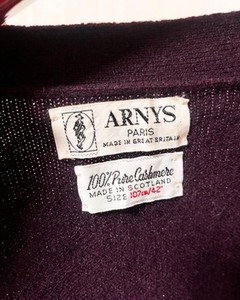 ARNYS
PARIS
MADE IN GREAT BRITAIN
100% Pure Cashmere
MADE IN SCOTLAND
SIZE 107cm/42"